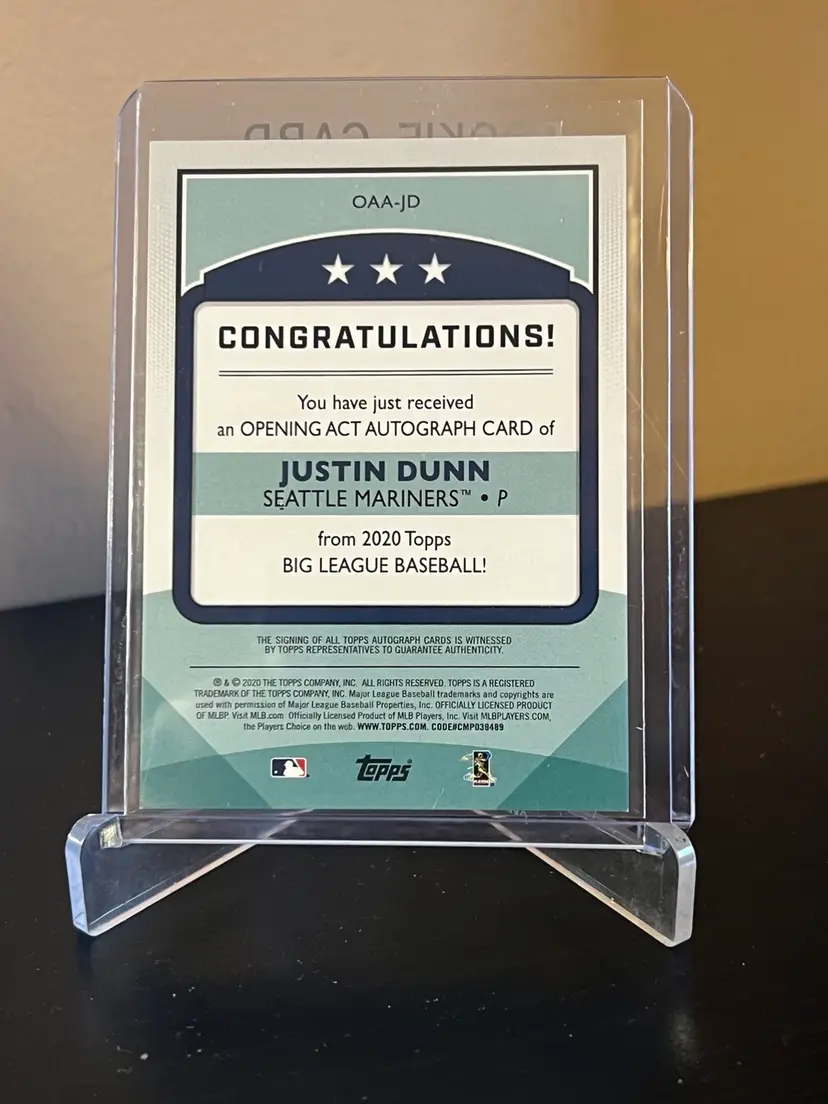 ROOKIE CARD
OAA-JD
CONGRATULATIONS!
You have just received
an OPENING ACT AUTOGRAPH CARD of
JUSTIN DUNN
SEATTLE MARINERS™ • P
from 2020 Topps
BIG LEAGUE BASEBALL!
THE SIGNING OF ALL TOPPS AUTOGRAPH CARDS IS WITNESSED
BY TOPPS REPRESENTATIVES TO GUARANTEE AUTHENTICITY.
® & © 2020 THE TOPPS COMPANY, INC. ALL RIGHTS RESERVED. TOPPS IS A REGISTERED
TRADEMARK OF THE TOPPS COMPANY, INC. Major League Baseball trademarks and copyrights are
used with permission of Major League Baseball Properties, Inc. OFFICIALLY LICENSED PRODUCT
OF MLBP. Visit MLB.com Officially Licensed Product of MLB Players, Inc. Visit MLBPLAYERS.COM,
the Players Choice on the web. WWW.TOPPS.COM. CODE#CMP036489
topps